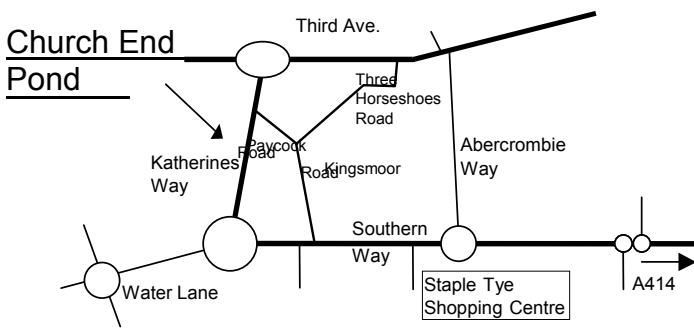 Church End
Pond
Third Ave.
Three
Horseshoes
Road
Paycock
Road
Katherines
Way
Kingsmoor
Road
Abercrombie
Way
Southern
Way
Water Lane
Staple Tye
Shopping Centre
A414